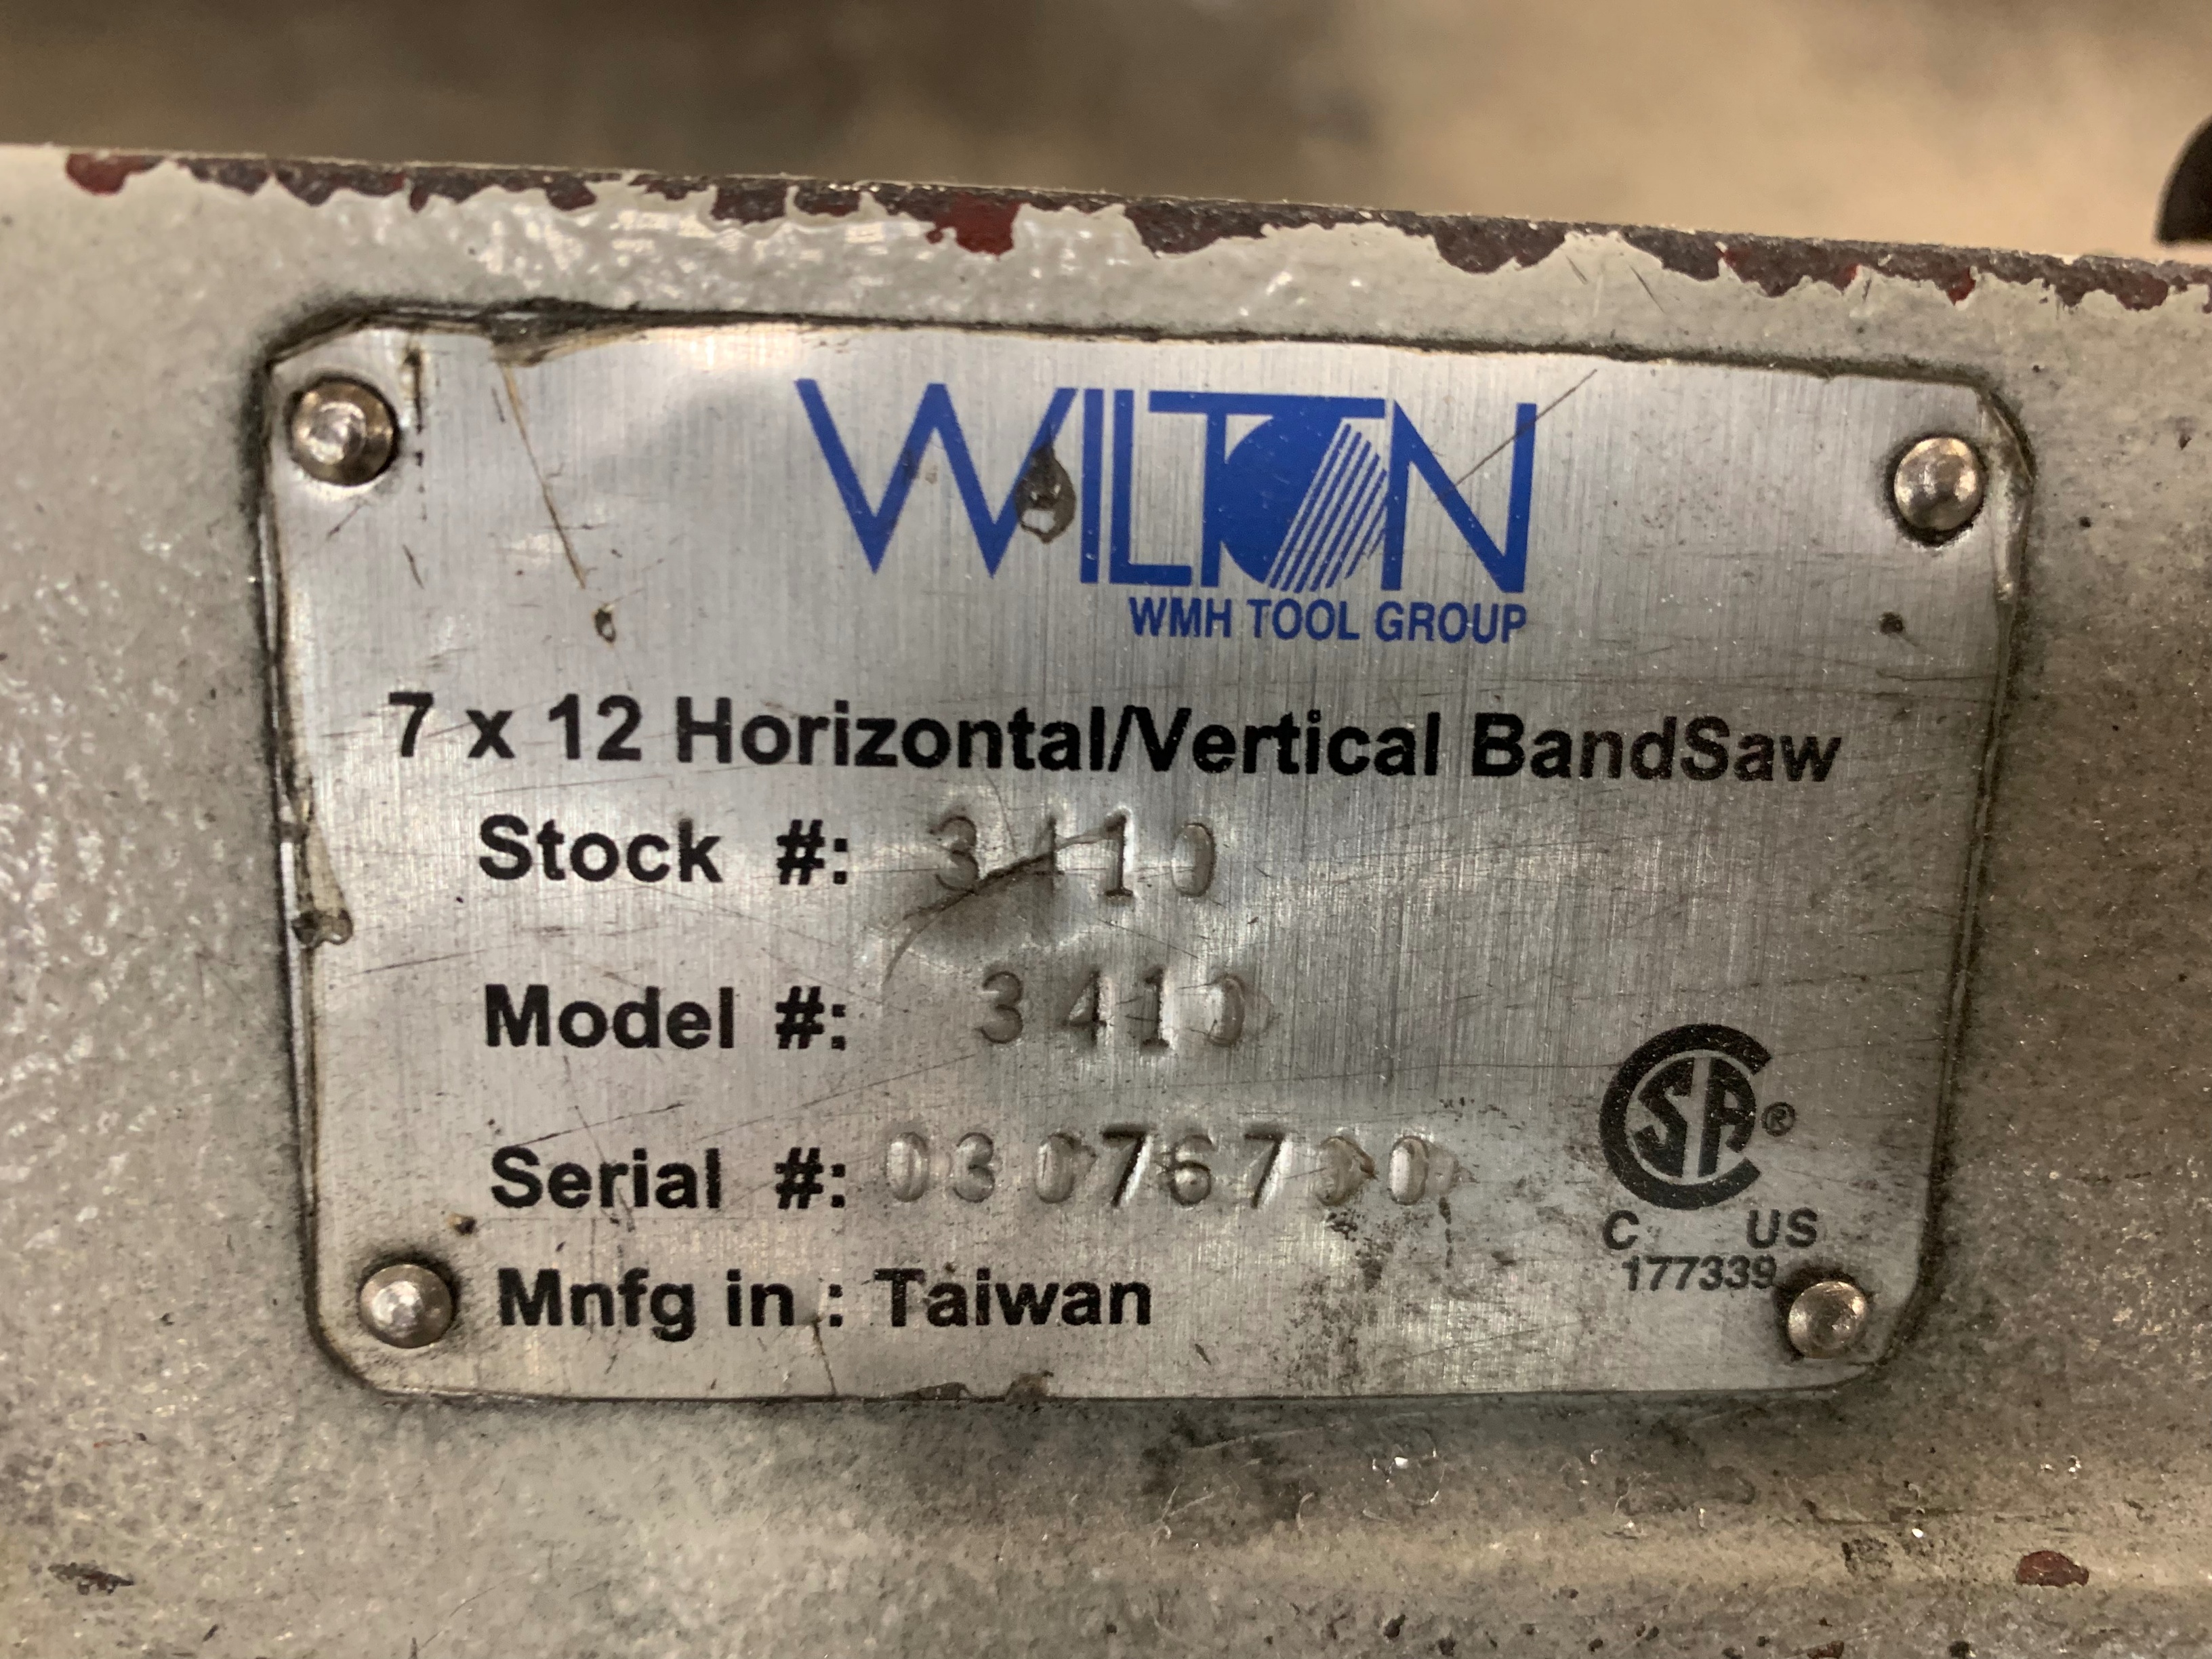 WILTON
WMH TOOL GROUP
7 x 12 Horizontal/Vertical BandSaw
Stock #: 3410
Model #: 3410
Serial #:
Mnfg in : Taiwan
CSA®
C US
177339